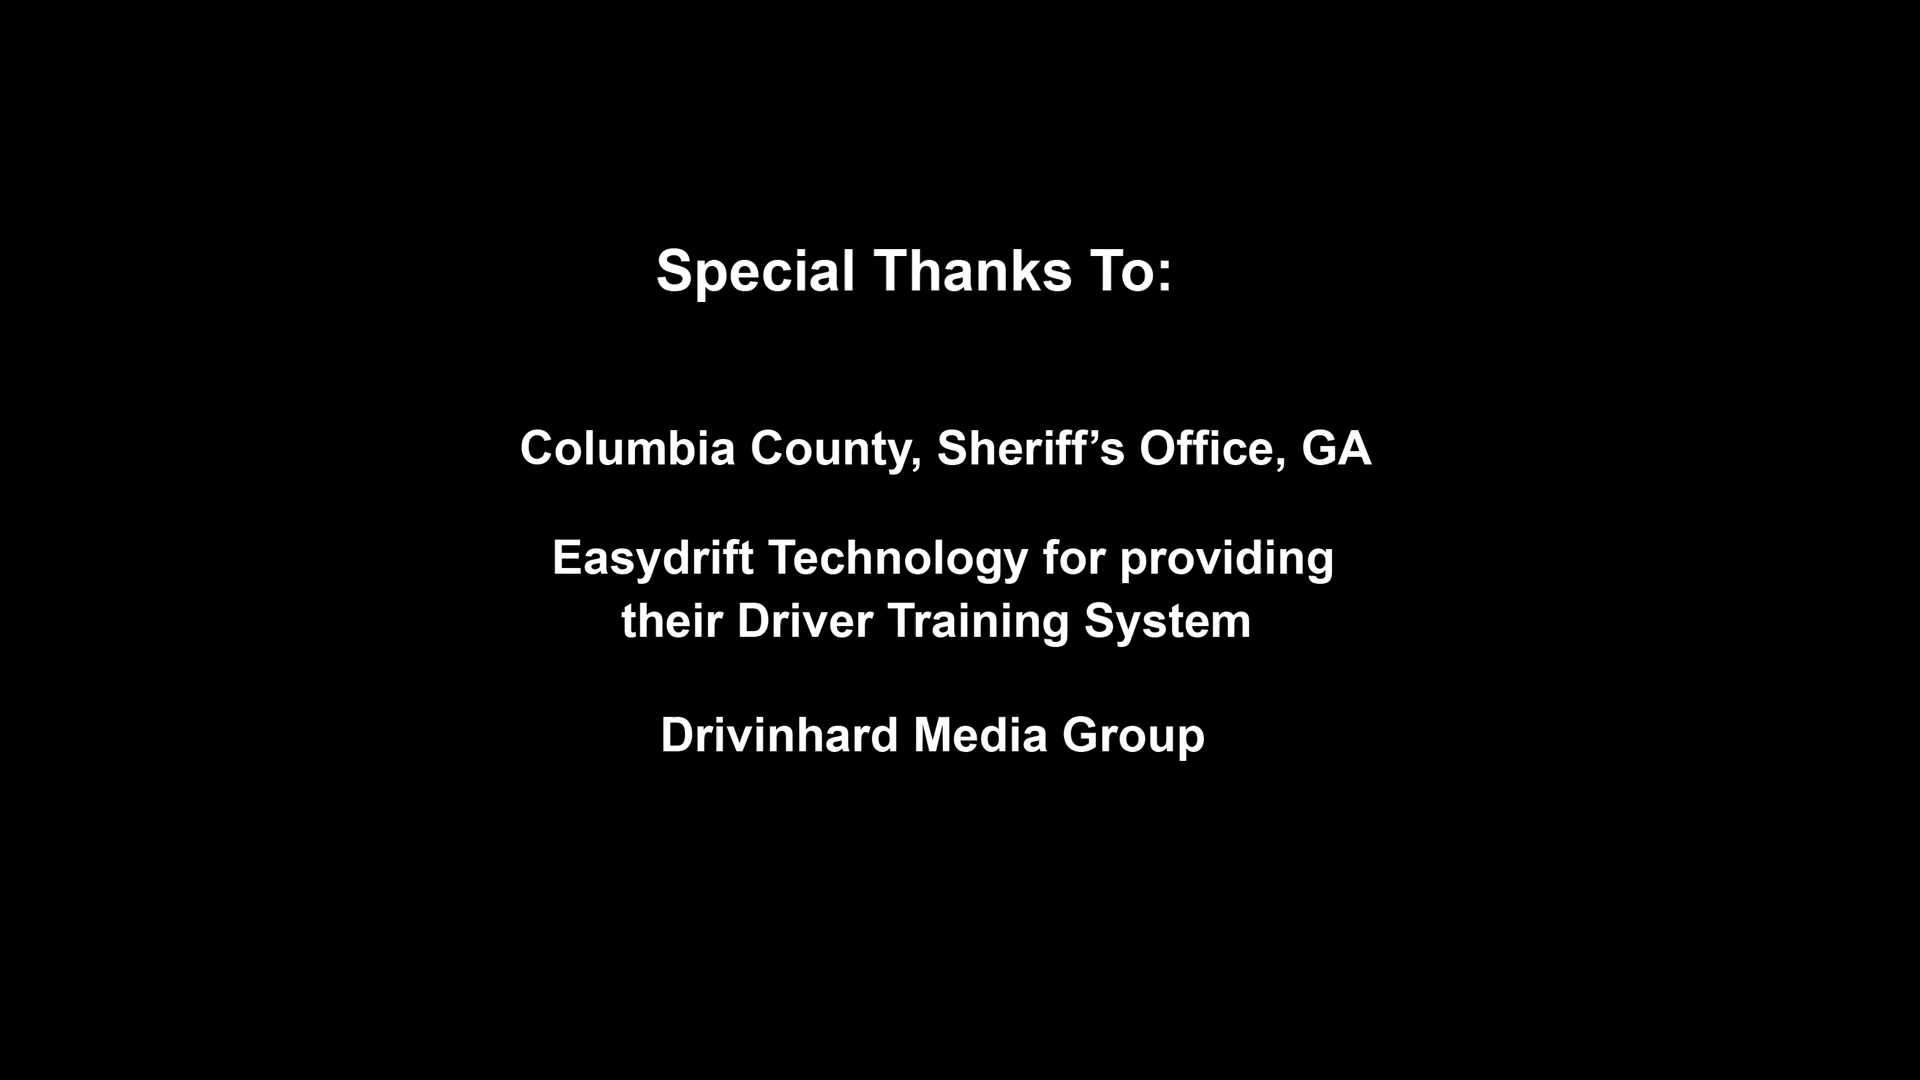 Special Thanks To:
Columbia County, Sheriff’s Office, GA
Easydrift Technology for providing
their Driver Training System
Drivinhard Media Group